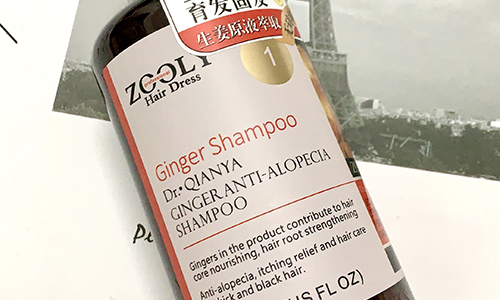 育发固发
生姜原液萃取
1
ZOOLY
Hair Dress
Ginger Shampoo
Dr.•QIANYA
GINGER ANTI-ALOPECIA
SHAMPOO
Gingers in the product contribute to hair
core nourishing, hair root strengthening
Anti-alopecia, itching relief and hair care
thick and black hair.
US FL OZ)